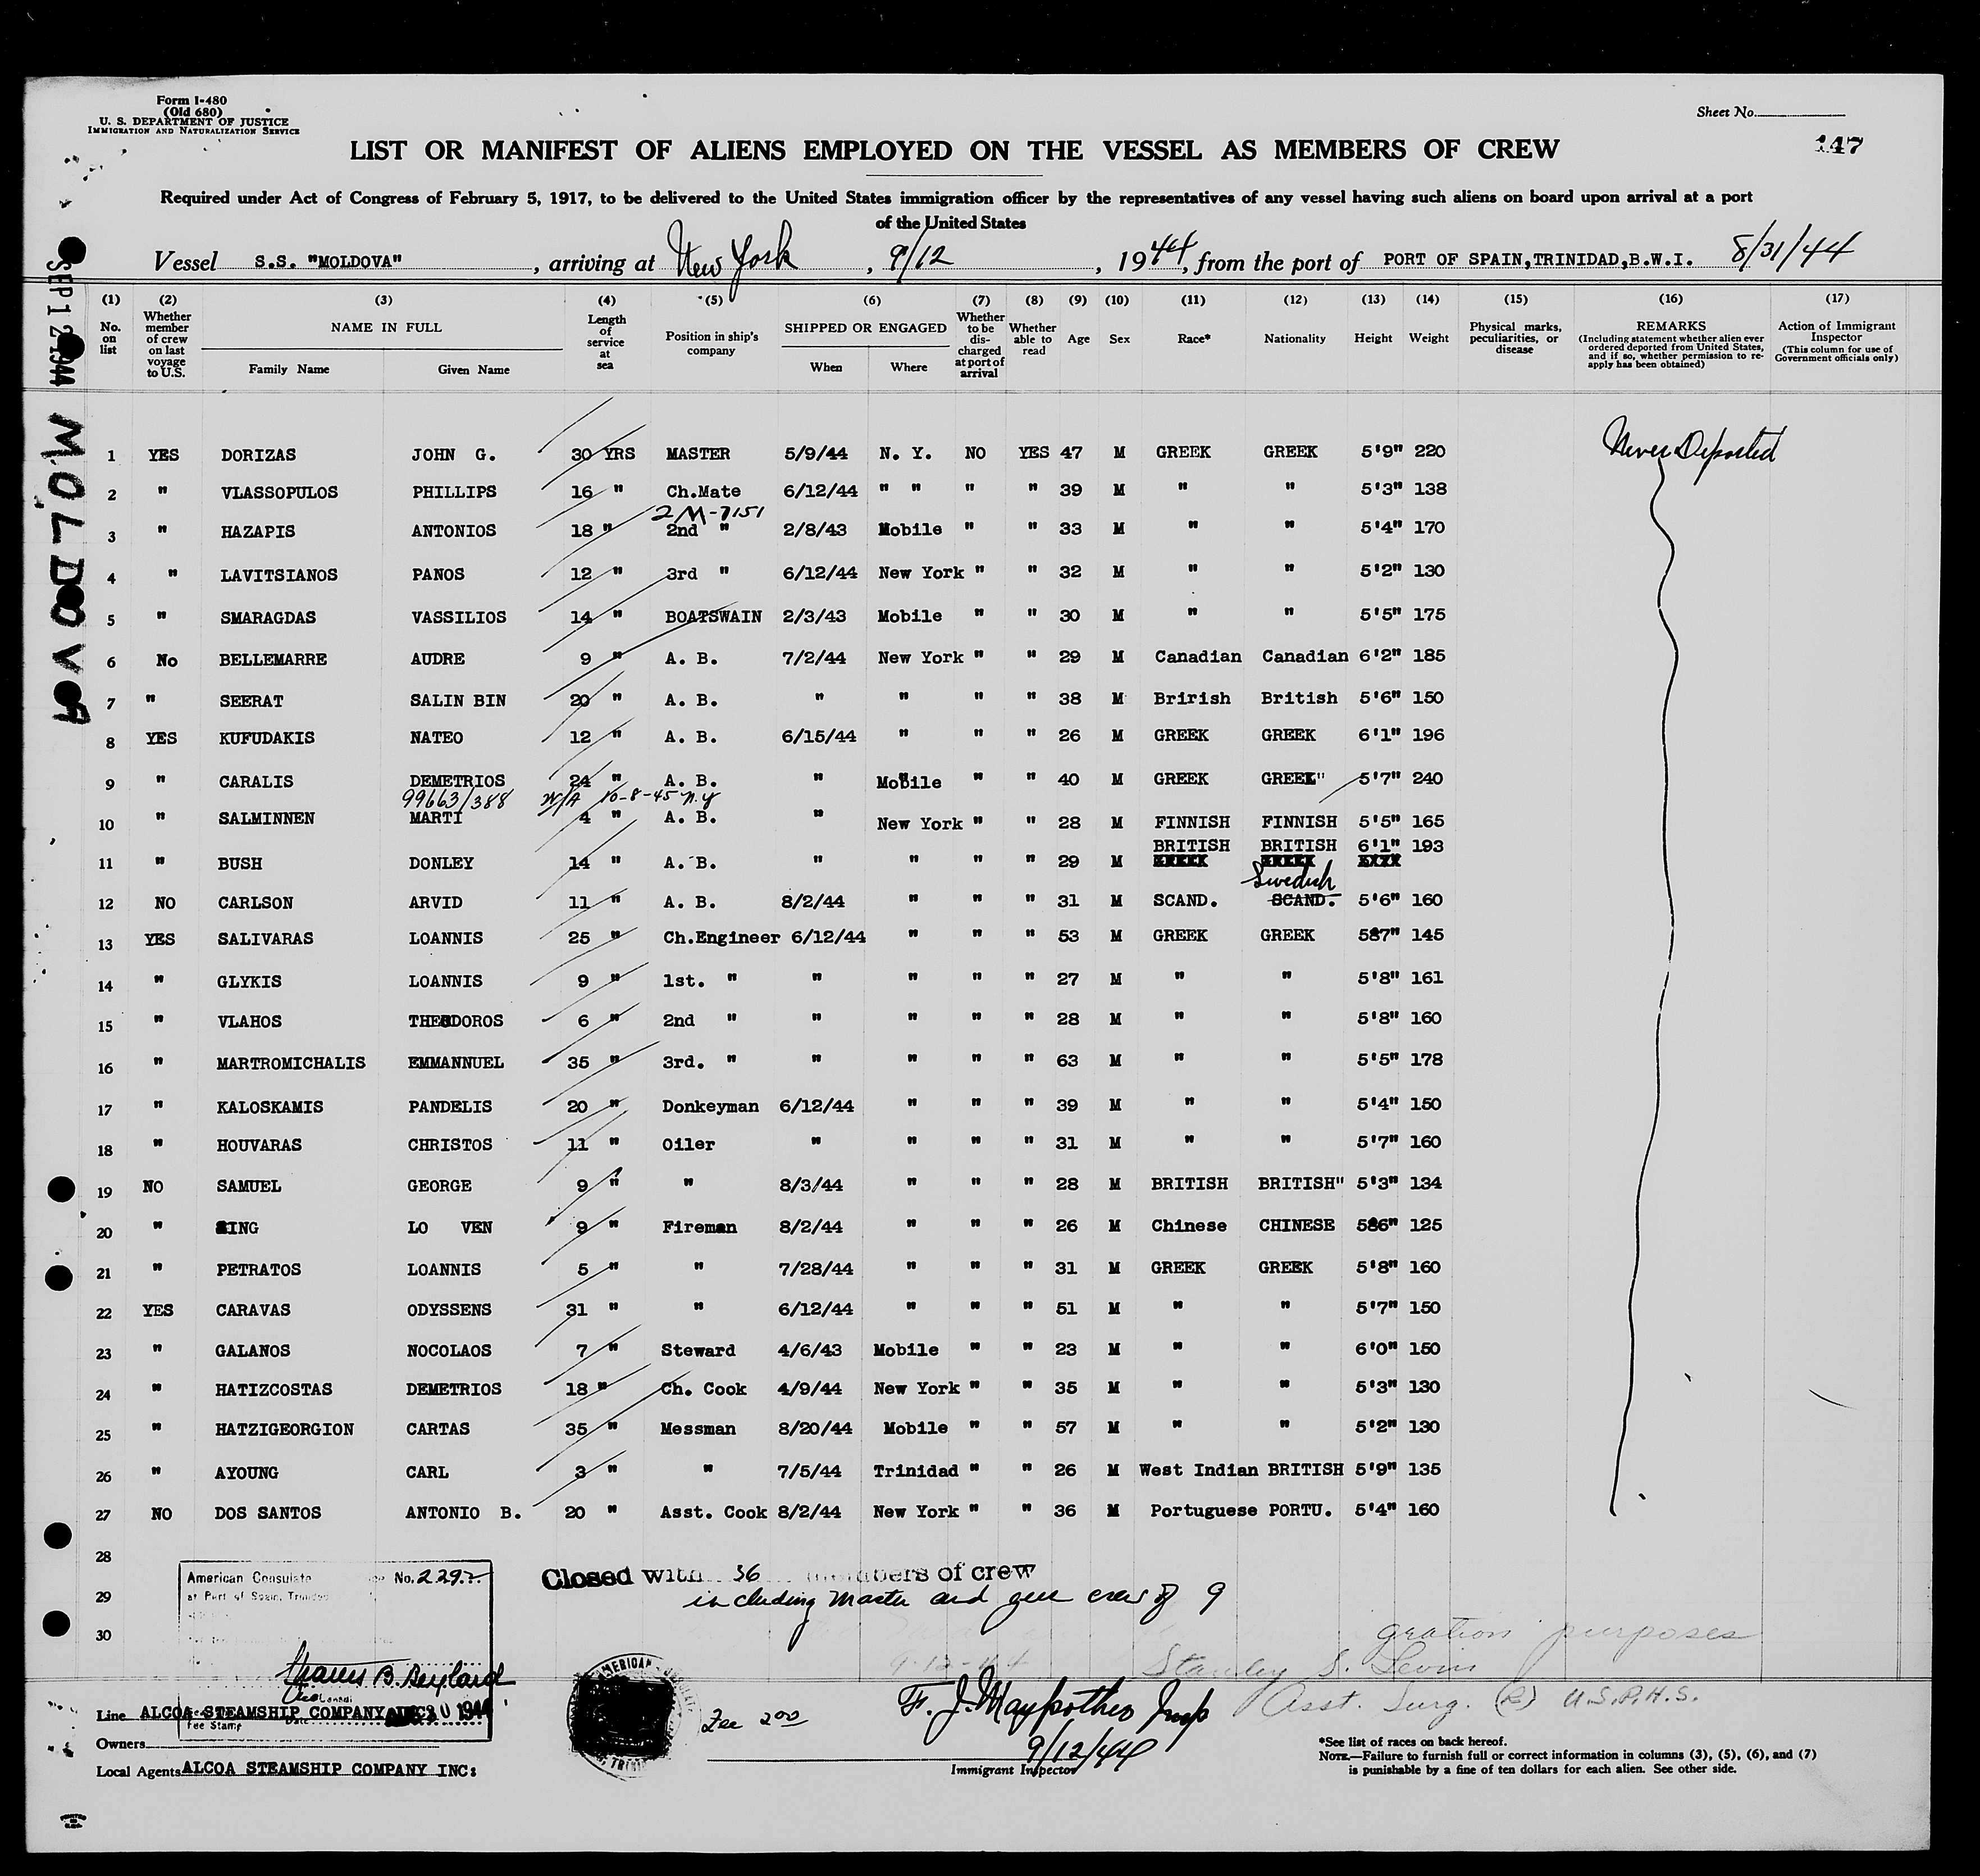 Form I-480
(Old 680)
U. S. DEPARTMENT OF JUSTICE
IMMIGRATION AND NATURALIZATION SERVICE
Sheet No.
147
LIST OR MANIFEST OF ALIENS EMPLOYED ON THE VESSEL AS MEMBERS OF CREW
Required under Act of Congress of February 5, 1917, to be delivered to the United States immigration officer by the representatives of any vessel having such aliens on board upon arrival at a port
of the United States
Vessel S.S. "MOLDOVA", arriving at New York, 9/12, 1944, from the port of PORT OF SPAIN,TRINIDAD,B.W.I. 8/31/44
SEP 12 1944 MOLDOVA
(1) (2) (3) (4) (5) (6) (7) (8) (9) (10) (11) (12) (13) (14) (15) (16) (17)
No. on list
Whether member of crew on last voyage to U.S.
NAME IN FULL
Family Name Given Name
Length of service at sea
Position in ship's company
SHIPPED OR ENGAGED
When Where
Whether to be discharged at port of arrival
Whether able to read
Age Sex Race* Nationality Height Weight
Physical marks, peculiarities, or disease
REMARKS
(Including statement whether alien ever ordered deported from United States, and if so, whether permission to re-apply has been obtained)
Action of Immigrant Inspector
(This column for use of Government officials only)
1 YES DORIZAS JOHN G. 30 YRS MASTER 5/9/44 N. Y. NO YES 47 M GREEK GREEK 5'9" 220 Never Deported
2 " VLASSOPULOS PHILLIPS 16 " Ch.Mate 6/12/44 " " " " 39 M " " 5'3" 138
2M-7151
3 " HAZAPIS ANTONIOS 18 " 2nd " 2/8/43 Mobile " " 33 M " " 5'4" 170
4 " LAVITSIANOS PANOS 12 " 3rd " 6/12/44 New York " " 32 M " " 5'2" 130
5 " SMARAGDAS VASSILIOS 14 " BOATSWAIN 2/3/43 Mobile " " 30 M " " 5'5" 175
6 No BELLEMARRE AUDRE 9 " A. B. 7/2/44 New York " " 29 M Canadian Canadian 6'2" 185
7 " SEERAT SALIN BIN 20 " A. B. " " " " 38 M Brirish British 5'6" 150
8 YES KUFUDAKIS NATEO 12 " A. B. 6/15/44 " " " 26 M GREEK GREEK 6'1" 196
9 " CARALIS DEMETRIOS 24 " A. B. " Mobile " " 40 M GREEK GREEK" 5'7" 240
99663/388 N/A 10-8-45 N.Y
10 " SALMINNEN MARTI 4 " A. B. " New York " " 28 M FINNISH FINNISH 5'5" 165
11 " BUSH DONLEY 14 " A. B. " " " " 29 M BRITISH BRITISH 6'1" 193
Swedish
12 NO CARLSON ARVID 11 " A. B. 8/2/44 " " " 31 M SCAND. SCAND. 5'6" 160
13 YES SALIVARAS LOANNIS 25 " Ch.Engineer 6/12/44 " " " 53 M GREEK GREEK 587" 145
14 " GLYKIS LOANNIS 9 " 1st. " " " " " 27 M " " 5'8" 161
15 " VLAHOS THEODOROS 6 " 2nd " " " " " 28 M " " 5'8" 160
16 " MARTROMICHALIS EMMANNUEL 35 " 3rd. " " " " " 63 M " " 5'5" 178
17 " KALOSKAMIS PANDELIS 20 " Donkeyman 6/12/44 " " " 39 M " " 5'4" 150
18 " HOUVARAS CHRISTOS 11 " Oiler " " " " 31 M " " 5'7" 160
19 NO SAMUEL GEORGE 9 " " 8/3/44 " " " 28 M BRITISH BRITISH" 5'3" 134
20 " SING LO VEN 9 " Fireman 8/2/44 " " " 26 M Chinese CHINESE 586" 125
21 " PETRATOS LOANNIS 5 " " 7/28/44 " " " 31 M GREEK GREEK 5'8" 160
22 YES CARAVAS ODYSSENS 31 " " 6/12/44 " " " 51 M " " 5'7" 150
23 " GALANOS NOCOLAOS 7 " Steward 4/6/43 Mobile " " 23 M " " 6'0" 150
24 " HATIZCOSTAS DEMETRIOS 18 " Ch. Cook 4/9/44 New York " " 35 M " " 5'3" 130
25 " HATZIGEORGION CARTAS 35 " Messman 8/20/44 Mobile " " 57 M " " 5'2" 130
26 " AYOUNG CARL 3 " " 7/5/44 Trinidad " " 26 M West Indian BRITISH 5'9" 135
27 NO DOS SANTOS ANTONIO B. 20 " Asst. Cook 8/2/44 New York " " 36 M Portuguese PORTU. 5'4" 160
28
29
30
American Consulate No. 2292
at Port of Spain, Trinidad
Closed with 36 members of crew
including master and gun crew of 9
gration purposes
9-12-44 Stanley S. Levin
Asst. Surg. (R) U.S.P.H.S.
F. J. Maypother Insp
9/12/44
Immigrant Inspector
Fee 2.00
Fee Stamp
Line ALCOA STEAMSHIP COMPANY INC:
Owners
Local Agents ALCOA STEAMSHIP COMPANY INC:
*See list of races on back hereof.
NOTE.—Failure to furnish full or correct information in columns (3), (5), (6), and (7)
is punishable by a fine of ten dollars for each alien. See other side.